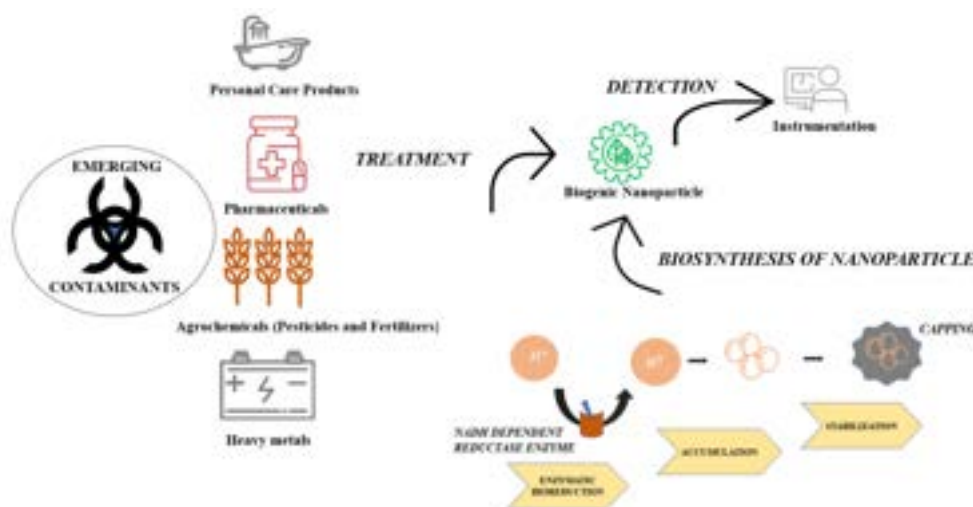 Personal Care Products
EMERGING
CONTAMINANTS
Pharmaceuticals
Agrochemicals (Pesticides and Fertilizers)
Heavy metals
TREATMENT
DETECTION
Instrumentation
Biogenic Nanoparticle
BIOSYNTHESIS OF NANOPARTICLE
CAPPING
NADH DEPENDENT
REDUCTASE ENZYME
ENZYMATIC
BIOREDUCTION
ACCUMULATION
STABILIZATION